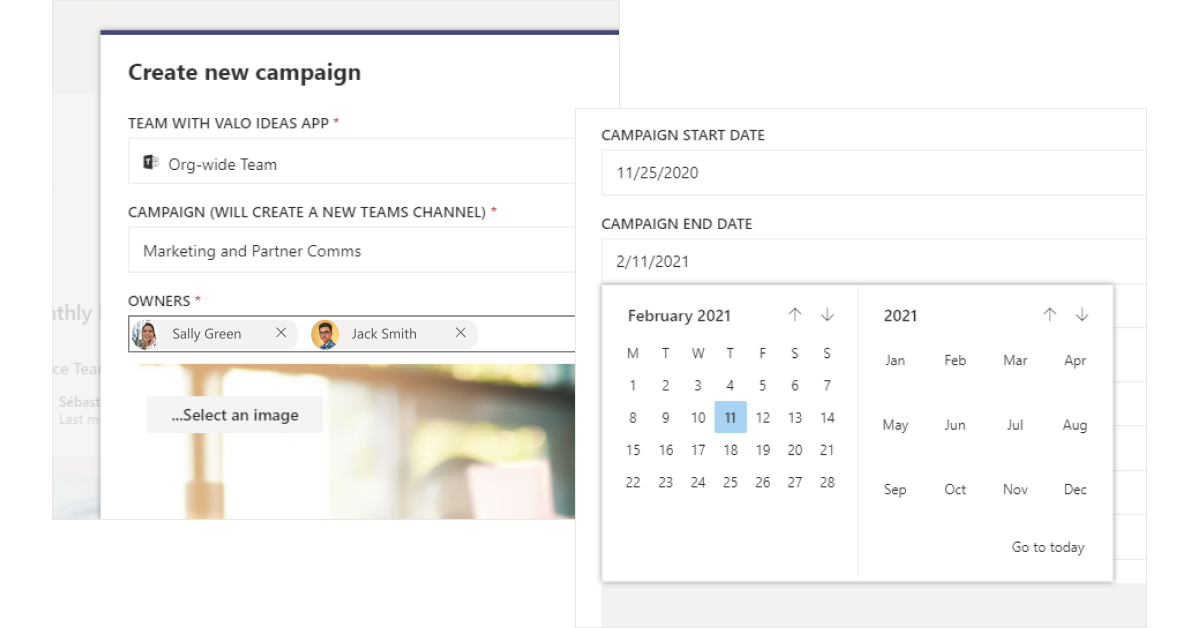 Create new campaign
TEAM WITH VALO IDEAS APP *
Org-wide Team
CAMPAIGN (WILL CREATE A NEW TEAMS CHANNEL) *
Marketing and Partner Comms
OWNERS *
Sally Green
Jack Smith
...Select an image
nthly
ce Tea
Sébast
Last m
CAMPAIGN START DATE
11/25/2020
CAMPAIGN END DATE
2/11/2021
February 2021
M T W T F S S
1 2 3 4 5 6 7
8 9 10 11 12 13 14
15 16 17 18 19 20 21
22 23 24 25 26 27 28
2021
Jan Feb Mar Apr
May Jun Jul Aug
Sep Oct Nov Dec
Go to today